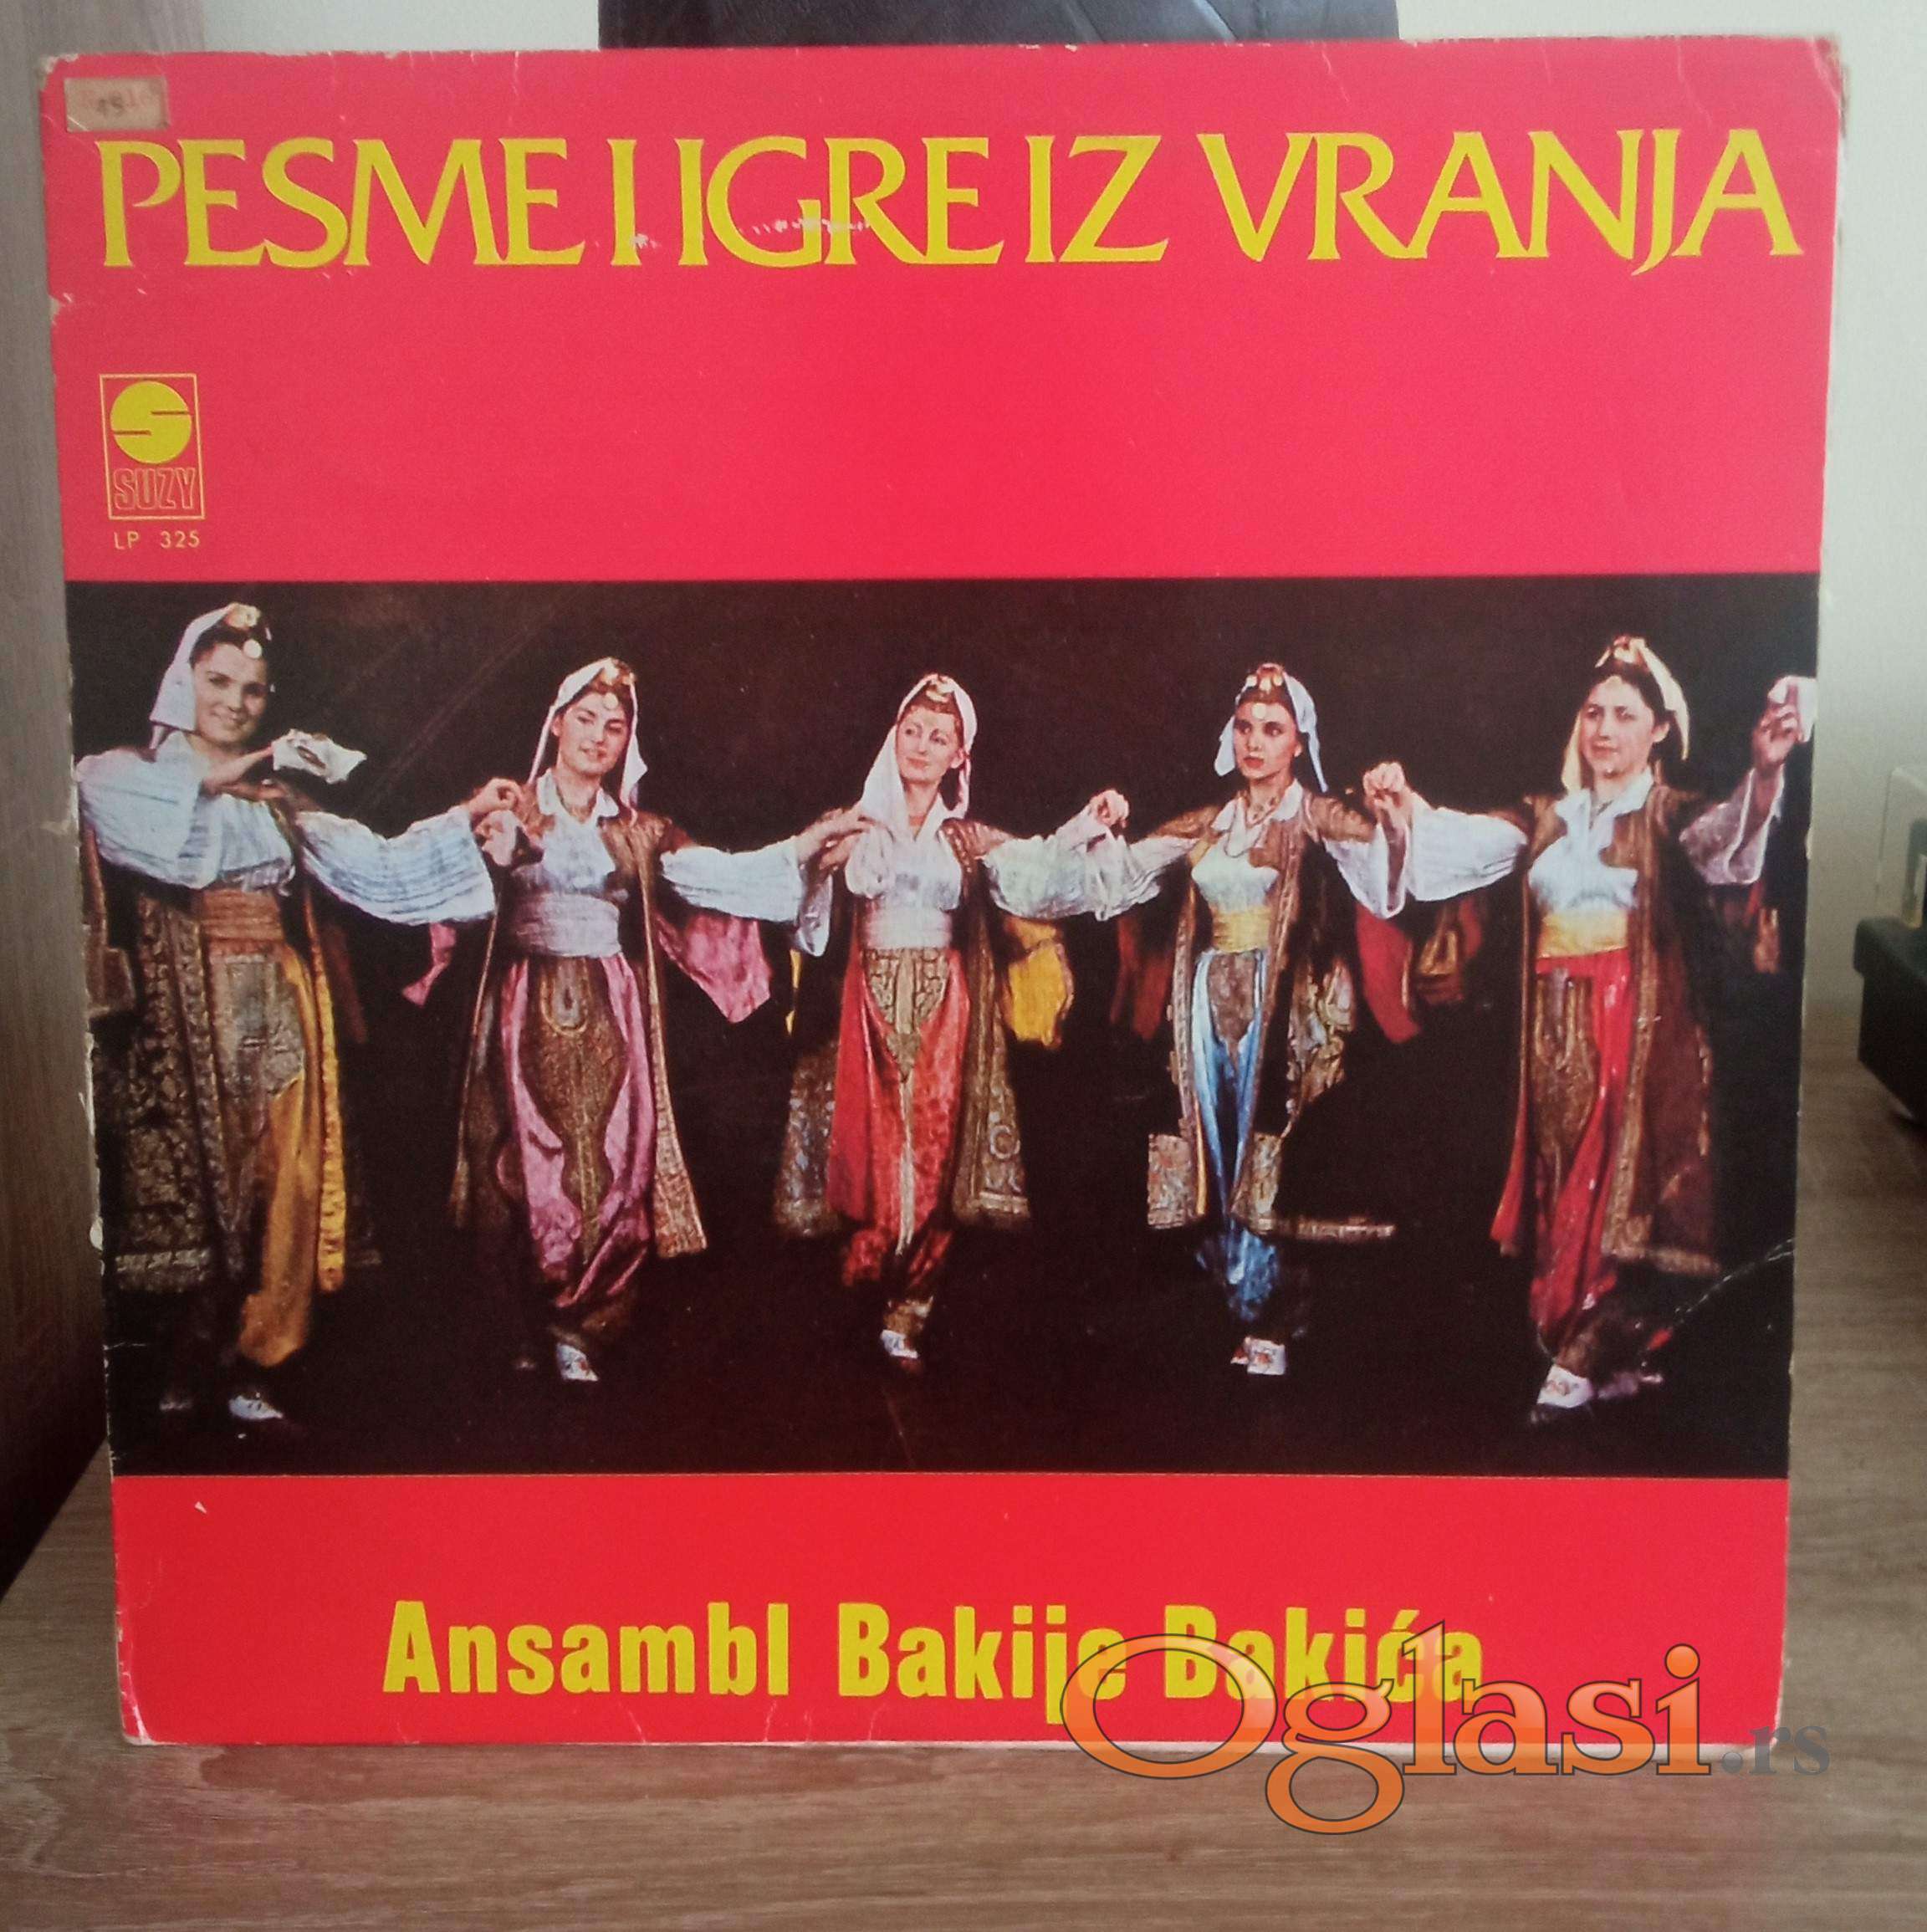 PESME I IGRE IZ VRANJA
S
SUZY
LP 325
Ansambl Bakije Bakića
Oglasi.rs